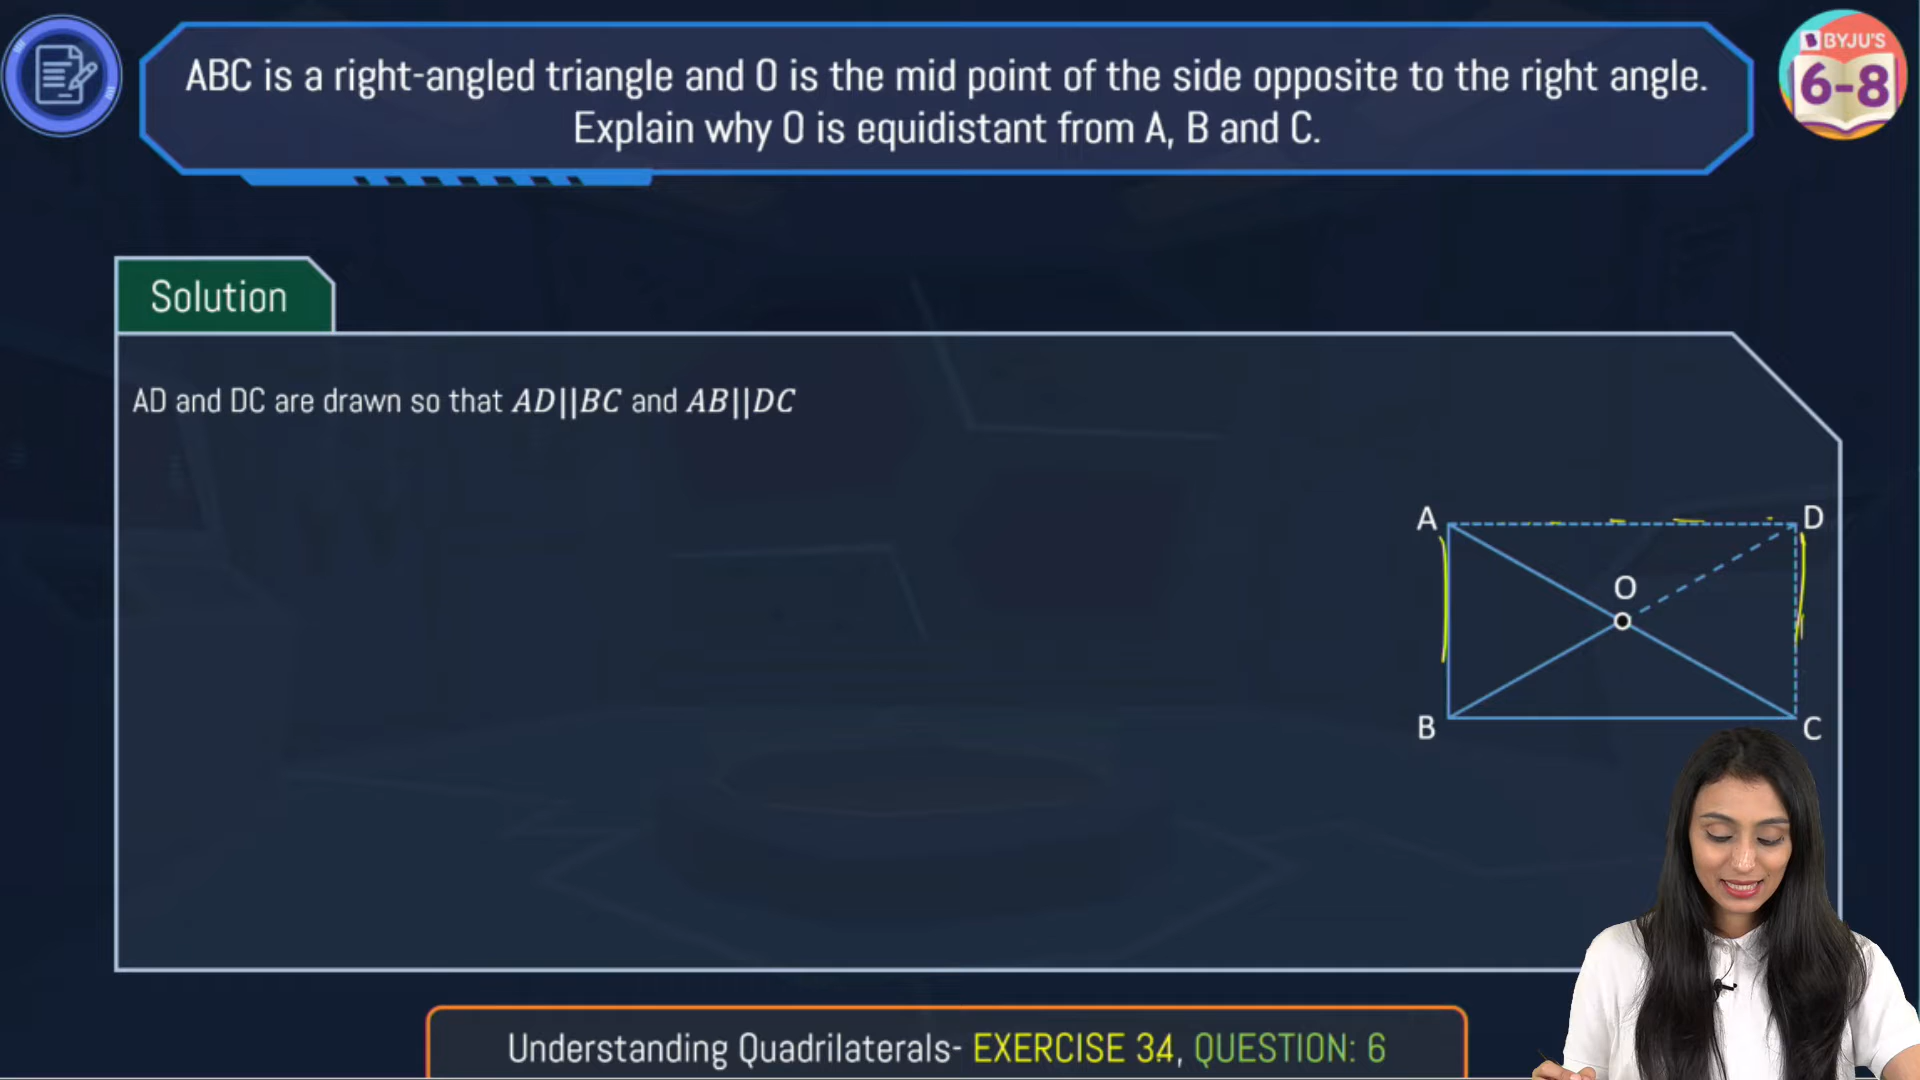 ABC is a right-angled triangle and O is the mid point of the side opposite to the right angle.
Explain why O is equidistant from A, B and C.
BYJU'S
6-8
Solution
AD and DC are drawn so that AD||BC and AB||DC
A
D
O
B
C
Understanding Quadrilaterals- EXERCISE 3.4, QUESTION: 6